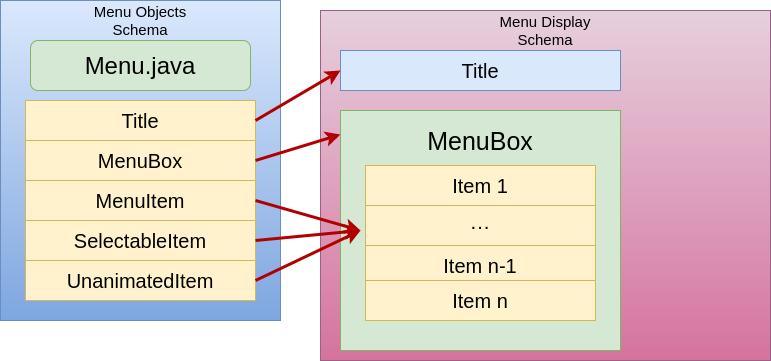 Menu Objects
Schema
Menu.java
Title
MenuBox
MenuItem
SelectableItem
UnanimatedItem
Menu Display
Schema
Title
MenuBox
Item 1
...
Item n-1
Item n